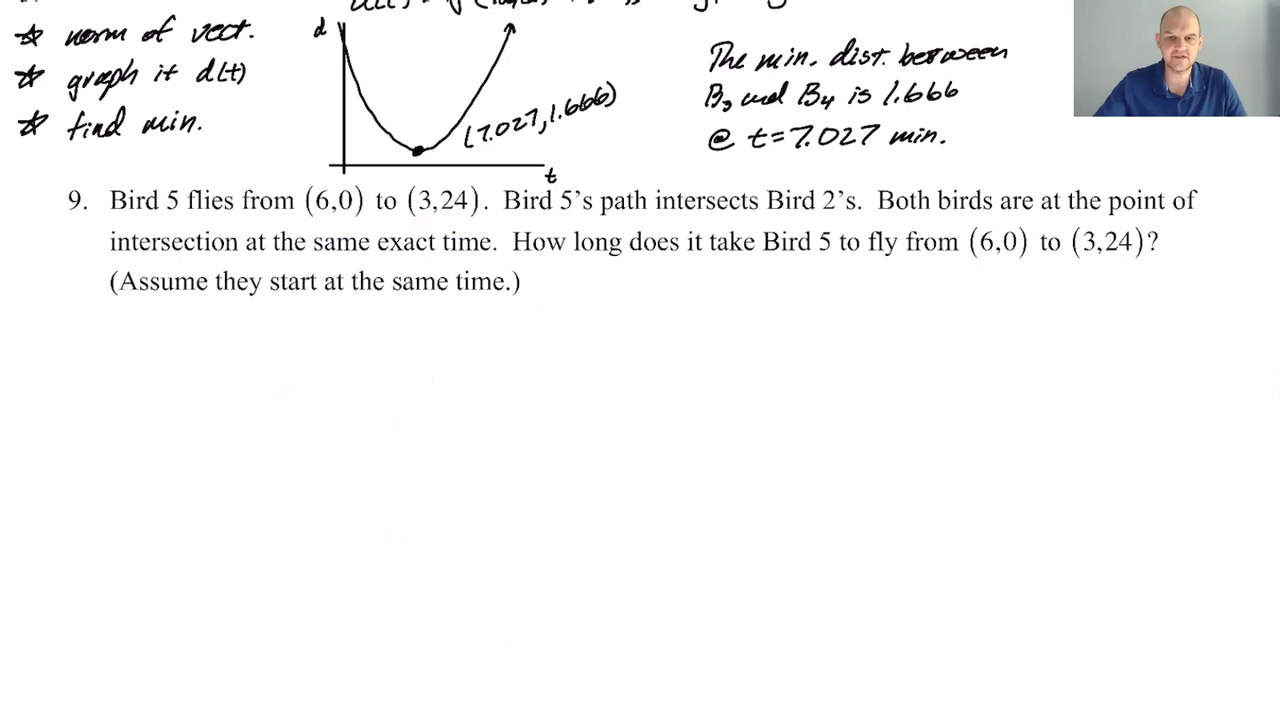 ☆ norm of vect.
☆ graph it d(t)
☆ find min.
d
(7.027, 1.666)
t
The min. dist. between
B₃ and B₄ is 1.666
@ t=7.027 min.
9. Bird 5 flies from (6,0) to (3,24). Bird 5’s path intersects Bird 2’s. Both birds are at the point of
intersection at the same exact time. How long does it take Bird 5 to fly from (6,0) to (3,24)?
(Assume they start at the same time.)